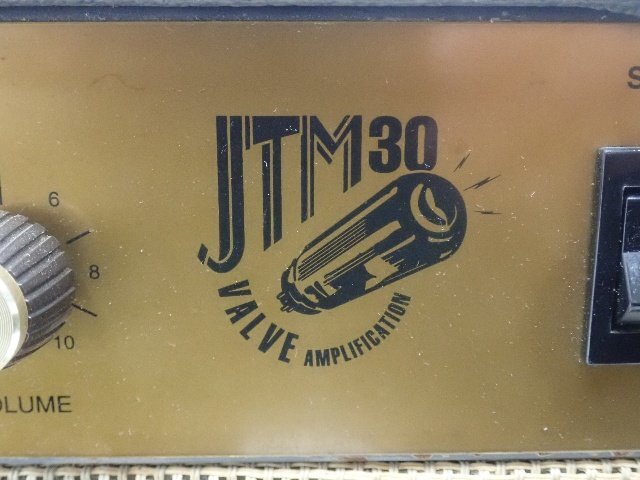 JTM30
VALVE AMPLIFICATION
6
8
10
OLUME
S